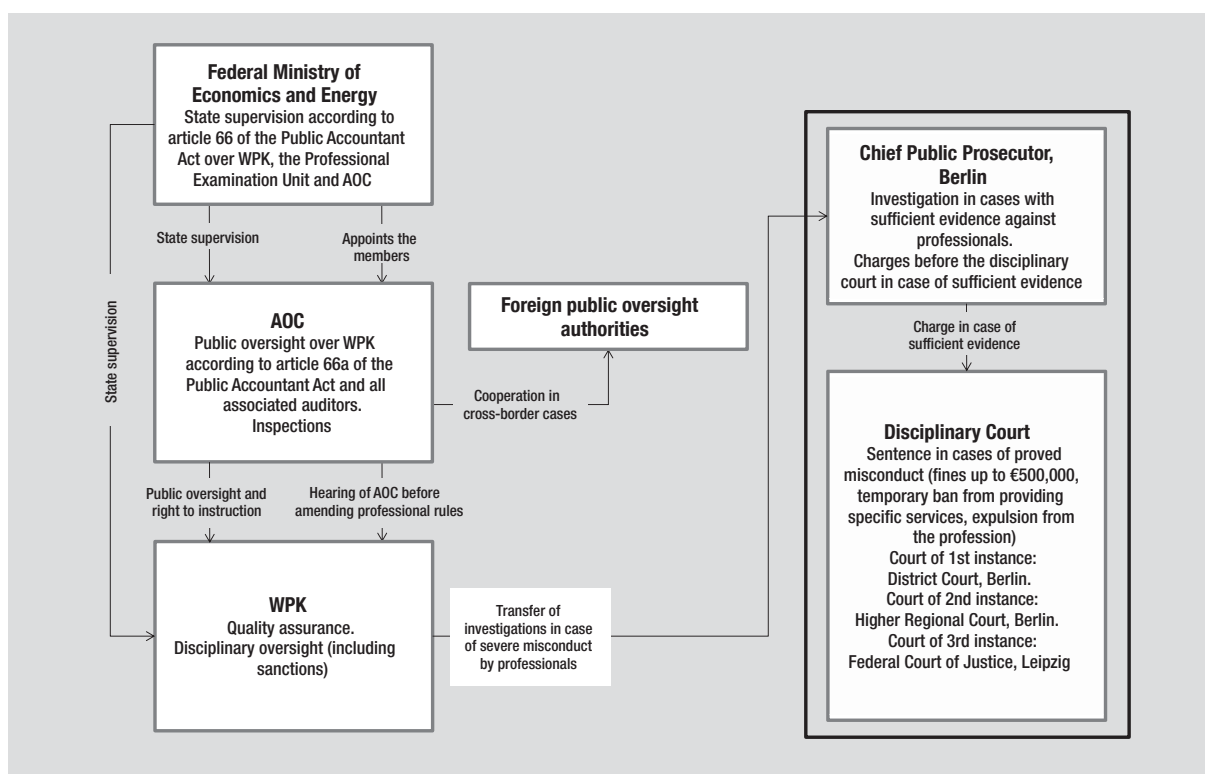 Federal Ministry of
Economics and Energy
State supervision according to
article 66 of the Public Accountant
Act over WPK, the Professional
Examination Unit and AOC
State supervision
Appoints the
members
State supervision
AOC
Public oversight over WPK
according to article 66a of the
Public Accountant Act and all
associated auditors.
Inspections
Foreign public oversight
authorities
Cooperation in
cross-border cases
Public oversight and
right to instruction
Hearing of AOC before
amending professional rules
WPK
Quality assurance.
Disciplinary oversight (including
sanctions)
Transfer of
investigations in case
of severe misconduct
by professionals
Chief Public Prosecutor,
Berlin
Investigation in cases with
sufficient evidence against
professionals.
Charges before the disciplinary
court in case of sufficient evidence
Charge in case of
sufficient evidence
Disciplinary Court
Sentence in cases of proved
misconduct (fines up to €500,000,
temporary ban from providing
specific services, expulsion from
the profession)
Court of 1st instance:
District Court, Berlin.
Court of 2nd instance:
Higher Regional Court, Berlin.
Court of 3rd instance:
Federal Court of Justice, Leipzig